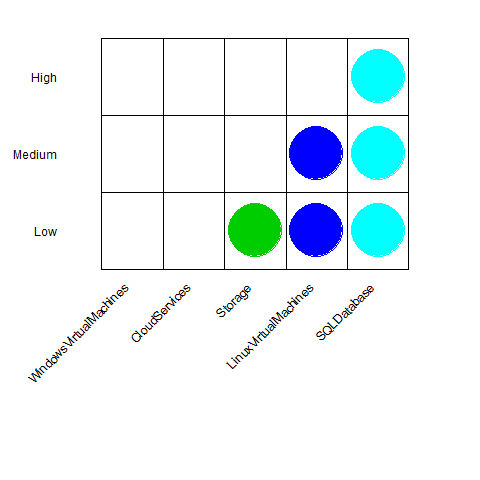 High
Medium
Low
WindowsVirtualMachines
CloudServices
Storage
LinuxVirtualMachines
SQLDatabase